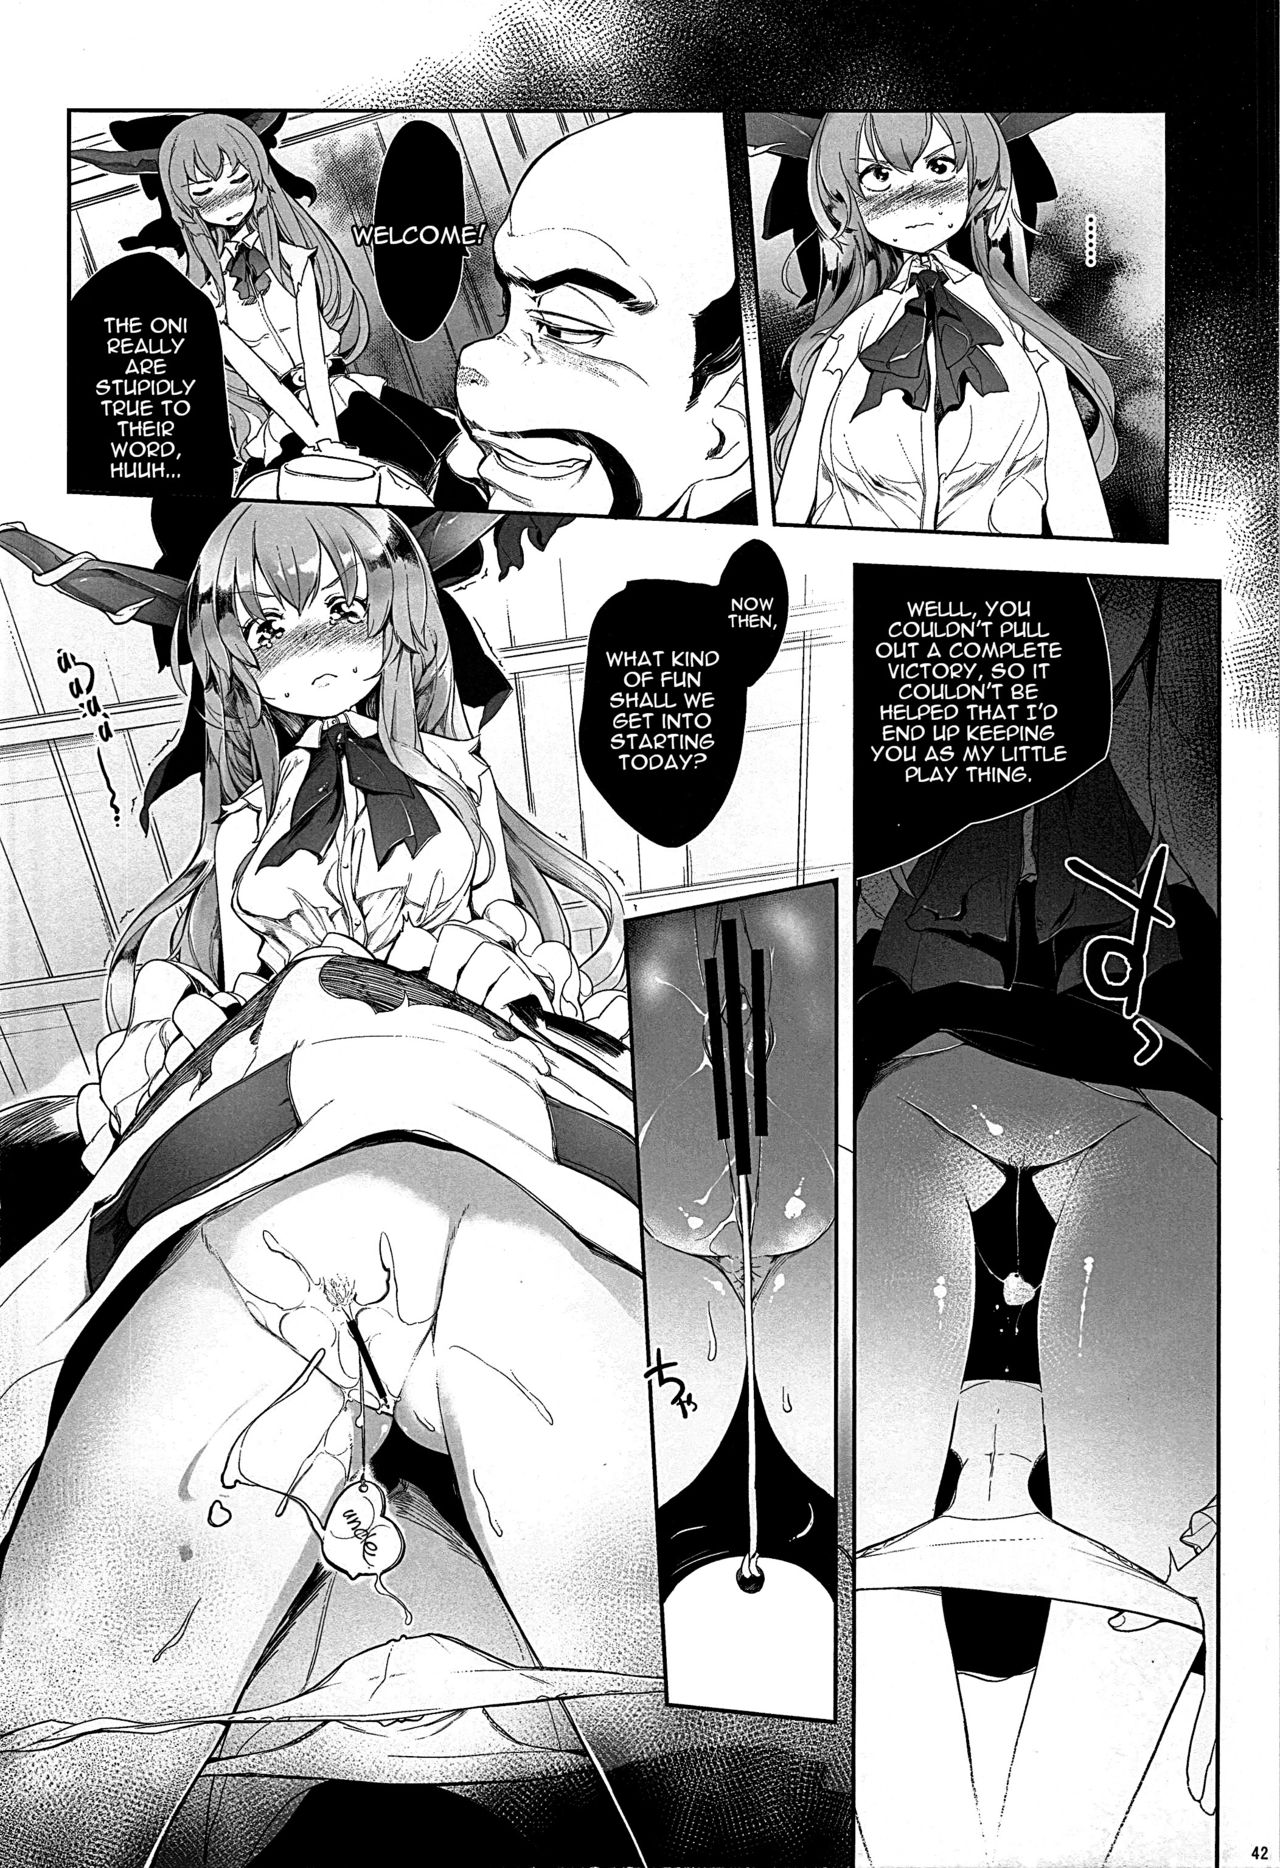 ………
WELCOME!
THE ONI
REALLY
ARE
STUPIDLY
TRUE TO
THEIR
WORD,
HUUH...
WELLL, YOU
COULDN'T PULL
OUT A COMPLETE
VICTORY, SO IT
COULDN'T BE
HELPED THAT I'D
END UP KEEPING
YOU AS MY LITTLE
PLAY THING.
NOW
THEN,
WHAT KIND
OF FUN
SHALL WE
GET INTO
STARTING
TODAY?
42